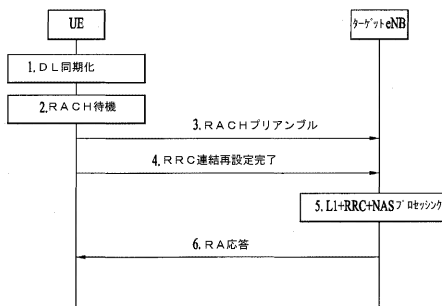 UE
ターゲットeNB
1.DL同期化
2.RACH待機
3.RACHプリアンブル
4.RRC連結再設定完了
5.L1+RRC+NASプロセッシング
6.RA応答